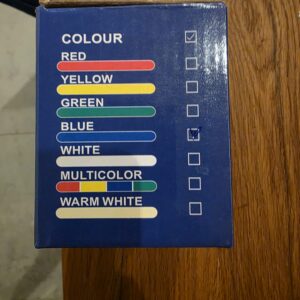 COLOUR
RED
YELLOW
GREEN
BLUE
WHITE
MULTICOLOR
WARM WHITE